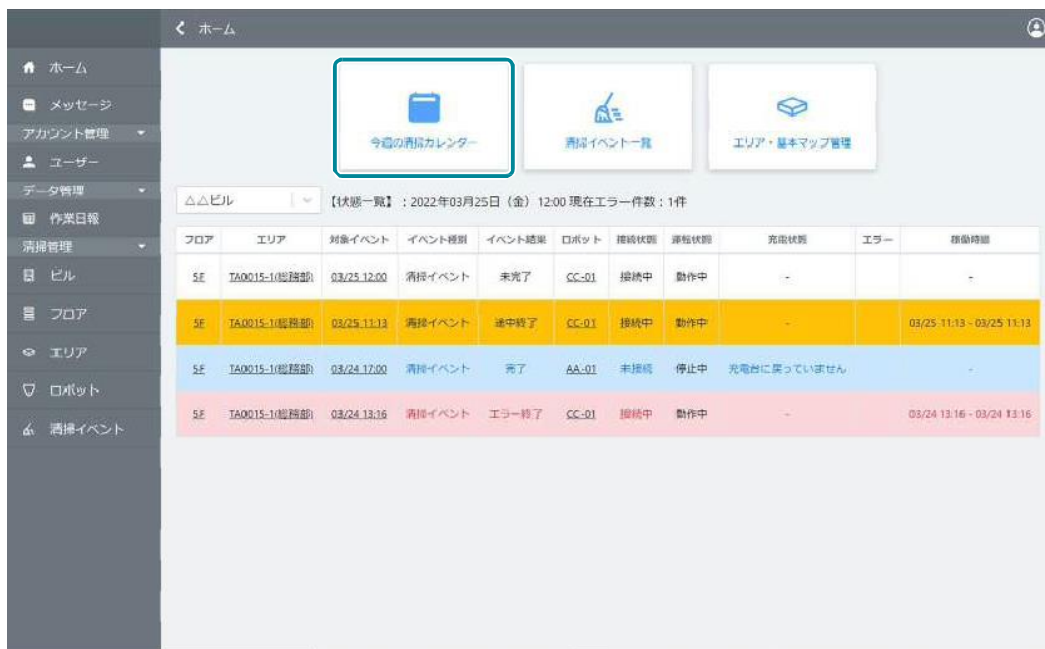 ホーム
ホーム
メッセージ
アカウント管理
ユーザー
データ管理
作業日報
清掃管理
ビル
フロア
エリア
ロボット
清掃イベント
今週の清掃カレンダー
清掃イベント一覧
エリア・基本マップ管理
△△ビル
【状態一覧】：2022年03月25日（金）12:00 現在エラー件数：1件
フロア エリア 対象イベント イベント種別 イベント結果 ロボット 接続状態 運転状態 充電状態 エラー 稼働時間
5F TA0015-1(総務部) 03/25 12:00 清掃イベント 未完了 CC-01 接続中 動作中 - -
5F TA0015-1(総務部) 03/25 11:13 清掃イベント 途中終了 CC-01 接続中 動作中 - 03/25 11:13 - 03/25 11:13
5F TA0015-1(総務部) 03/24 17:00 清掃イベント 完了 AA-01 未接続 停止中 充電台に戻っていません -
5F TA0015-1(総務部) 03/24 13:16 清掃イベント エラー終了 CC-01 接続中 動作中 - 03/24 13:16 - 03/24 13:16